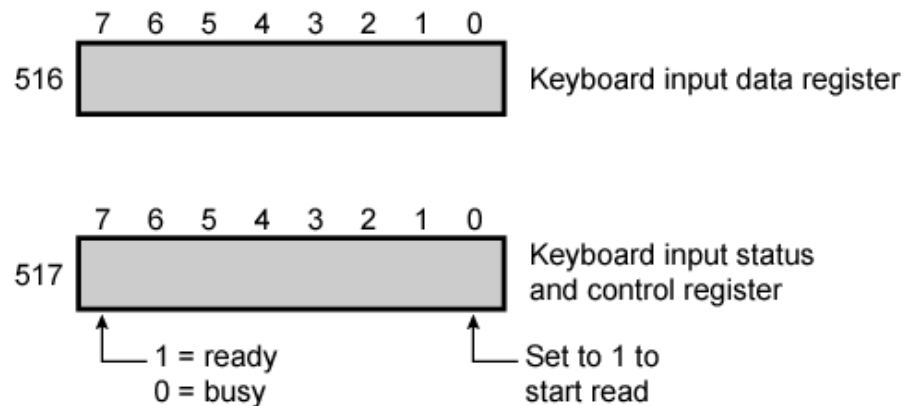 7 6 5 4 3 2 1 0
516 Keyboard input data register
7 6 5 4 3 2 1 0
517 Keyboard input status
and control register
1 = ready
0 = busy
Set to 1 to
start read